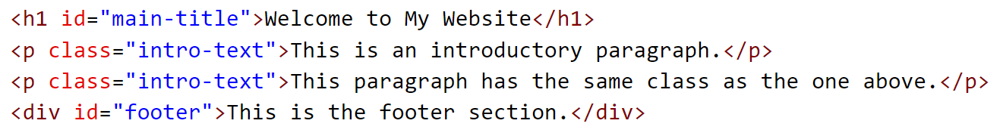 <h1 id="main-title">Welcome to My Website</h1>
<p class="intro-text">This is an introductory paragraph.</p>
<p class="intro-text">This paragraph has the same class as the one above.</p>
<div id="footer">This is the footer section.</div>